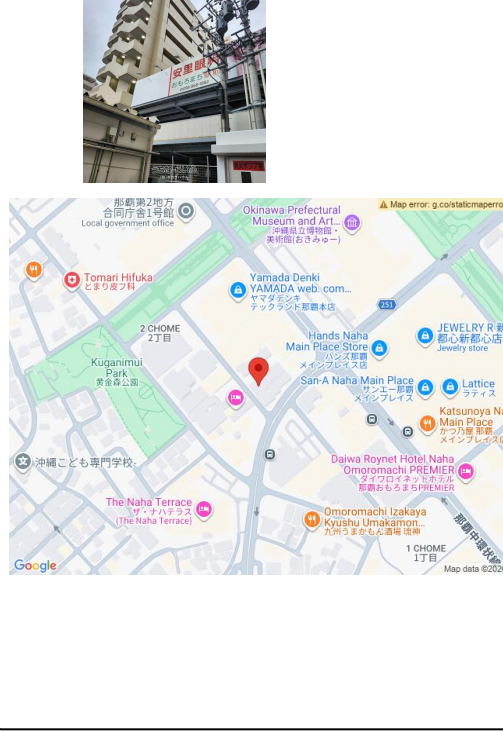 安里眼科
おもろまち
那覇第2地方
合同庁舎1号館
Local government office
Okinawa Prefectural
Museum and Art...
沖縄県立博物館・
美術館(おきみゅー)
Map error: g.co/staticmaperro
Tomari Hifuka
とまり皮フ科
Yamada Denki
YAMADA web. com...
ヤマダデンキ
テックランド那覇本店
251
2 CHOME
2丁目
Hands Naha
Main Place Store
ハンズ那覇
メインプレイス店
JEWELRY R 新
都心新都心店
Jewelry store
Kuganimui
Park
黄金森公園
San-A Naha Main Place
サンエー那覇
メインプレイス
Lattice
ラティス
Katsunoya Na
Main Place
かつ乃屋 那覇
メインプレイス店
沖縄こども専門学校
Daiwa Roynet Hotel Naha
Omoromachi PREMIER
ダイワロイネットホテル
那覇おもろまちPREMIER
The Naha Terrace
ザ・ナハテラス
(The Naha Terrace)
Omoromachi Izakaya
Kyushu Umakamon...
九州うまかもん酒場 琉神
那覇中環状線
1 CHOME
1丁目
Google
Map data ©2026